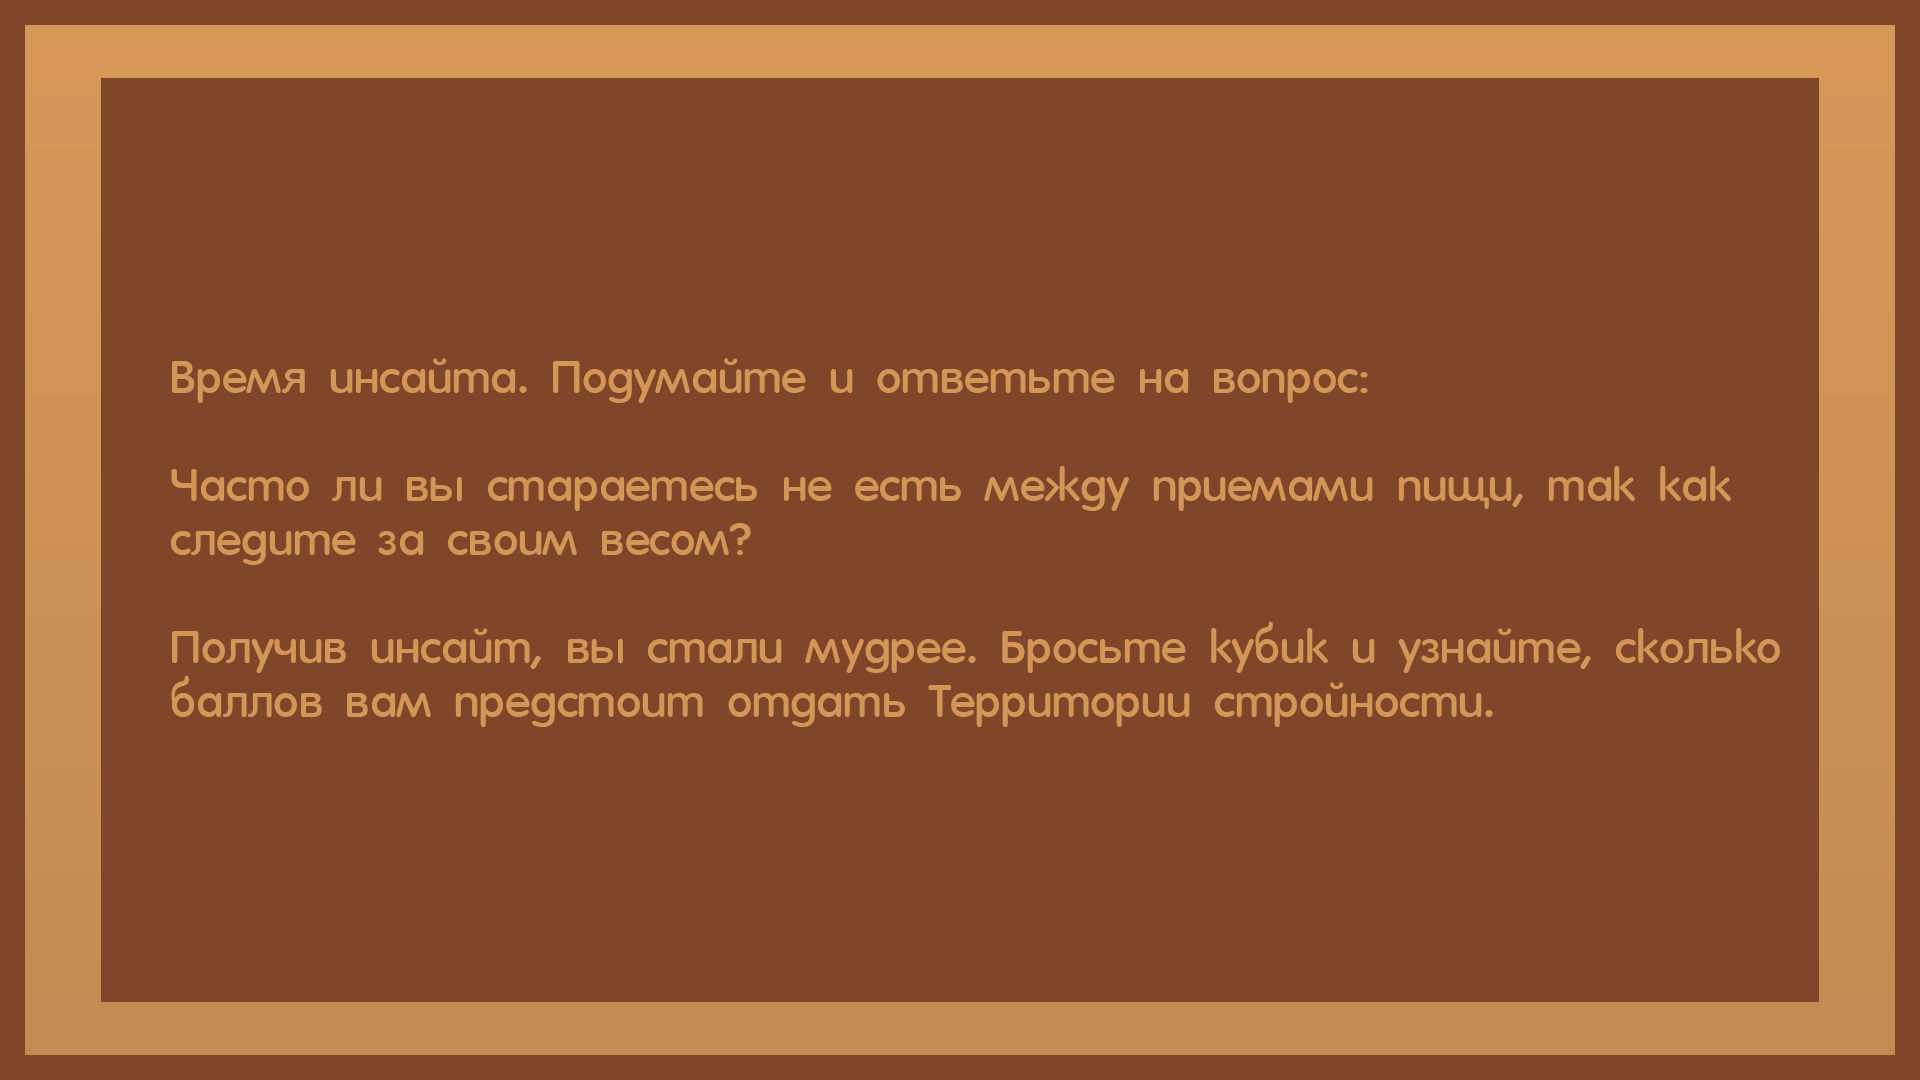 Время инсайта. Подумайте и ответьте на вопрос:
Часто ли вы стараетесь не есть между приемами пищи, так как
следите за своим весом?
Получив инсайт, вы стали мудрее. Бросьте кубик и узнайте, сколько
баллов вам предстоит отдать Территории стройности.